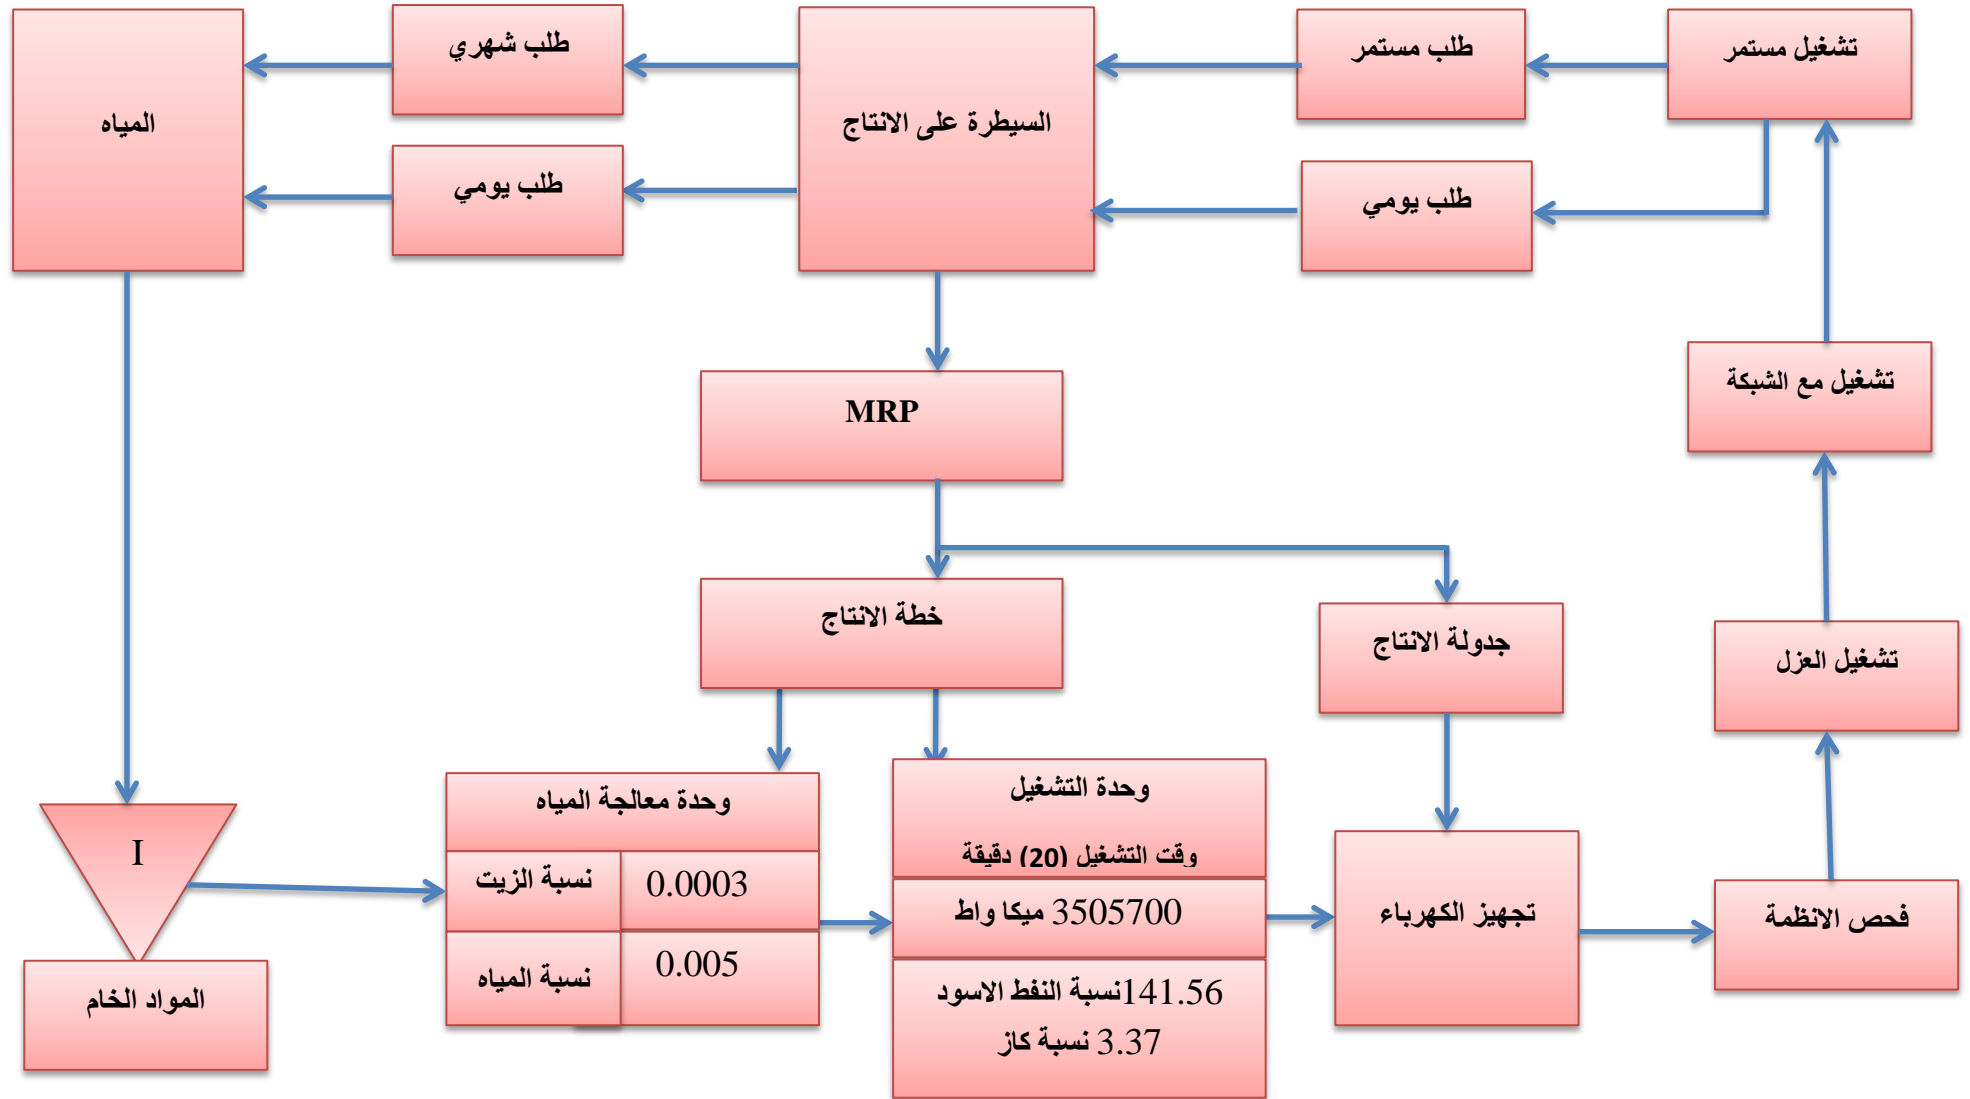 تشغيل مستمر
طلب مستمر
السيطرة على الانتاج
طلب شهري
المياه
طلب يومي
طلب يومي
تشغيل مع الشبكة
MRP
خطة الانتاج
جدولة الانتاج
تشغيل العزل
وحدة التشغيل
وقت التشغيل (20) دقيقة
3505700 ميكا واط
141.56نسبة النفط الاسود
3.37 نسبة كاز
وحدة معالجة المياه
نسبة الزيت 0.0003
نسبة المياه 0.005
تجهيز الكهرباء
فحص الانظمة
I
المواد الخام